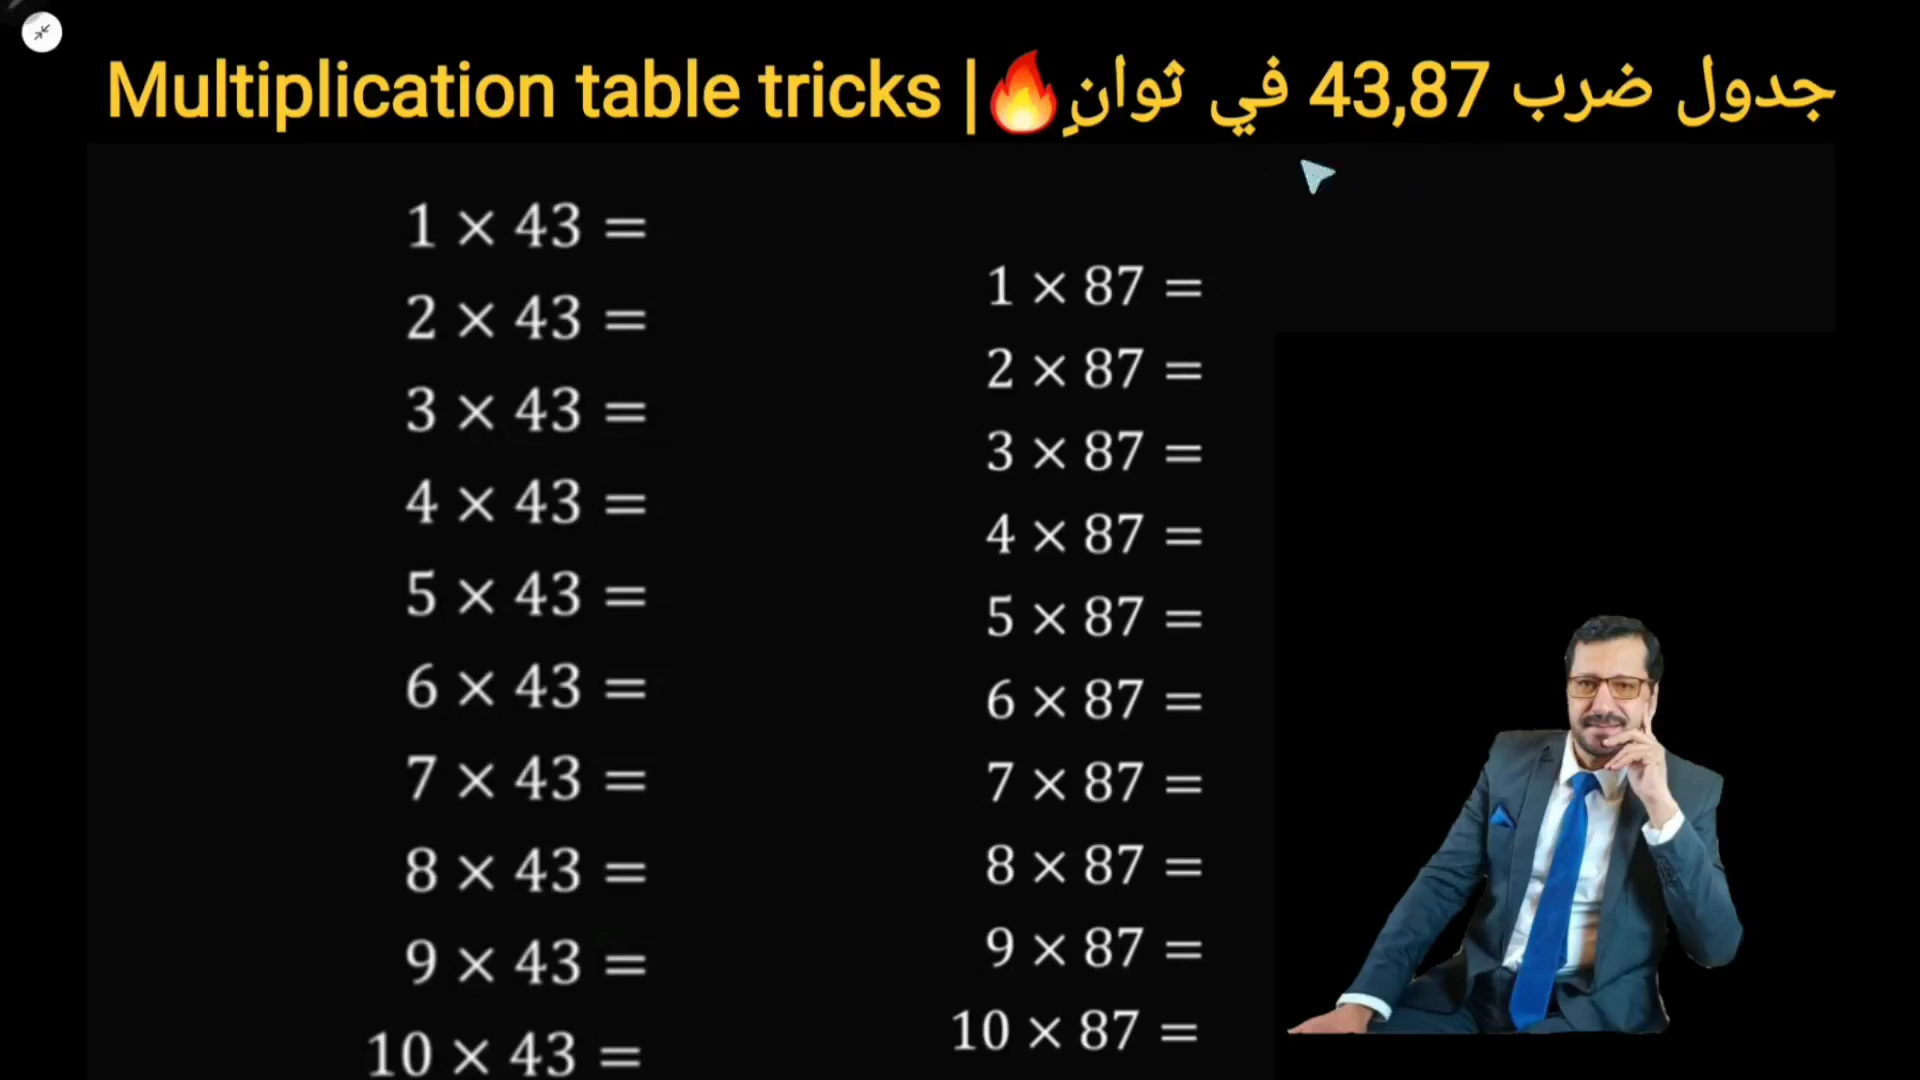 جدول ضرب 43,87 في ثوانٍ🔥| Multiplication table tricks
1 × 43 =
2 × 43 =
3 × 43 =
4 × 43 =
5 × 43 =
6 × 43 =
7 × 43 =
8 × 43 =
9 × 43 =
10 × 43 =
1 × 87 =
2 × 87 =
3 × 87 =
4 × 87 =
5 × 87 =
6 × 87 =
7 × 87 =
8 × 87 =
9 × 87 =
10 × 87 =